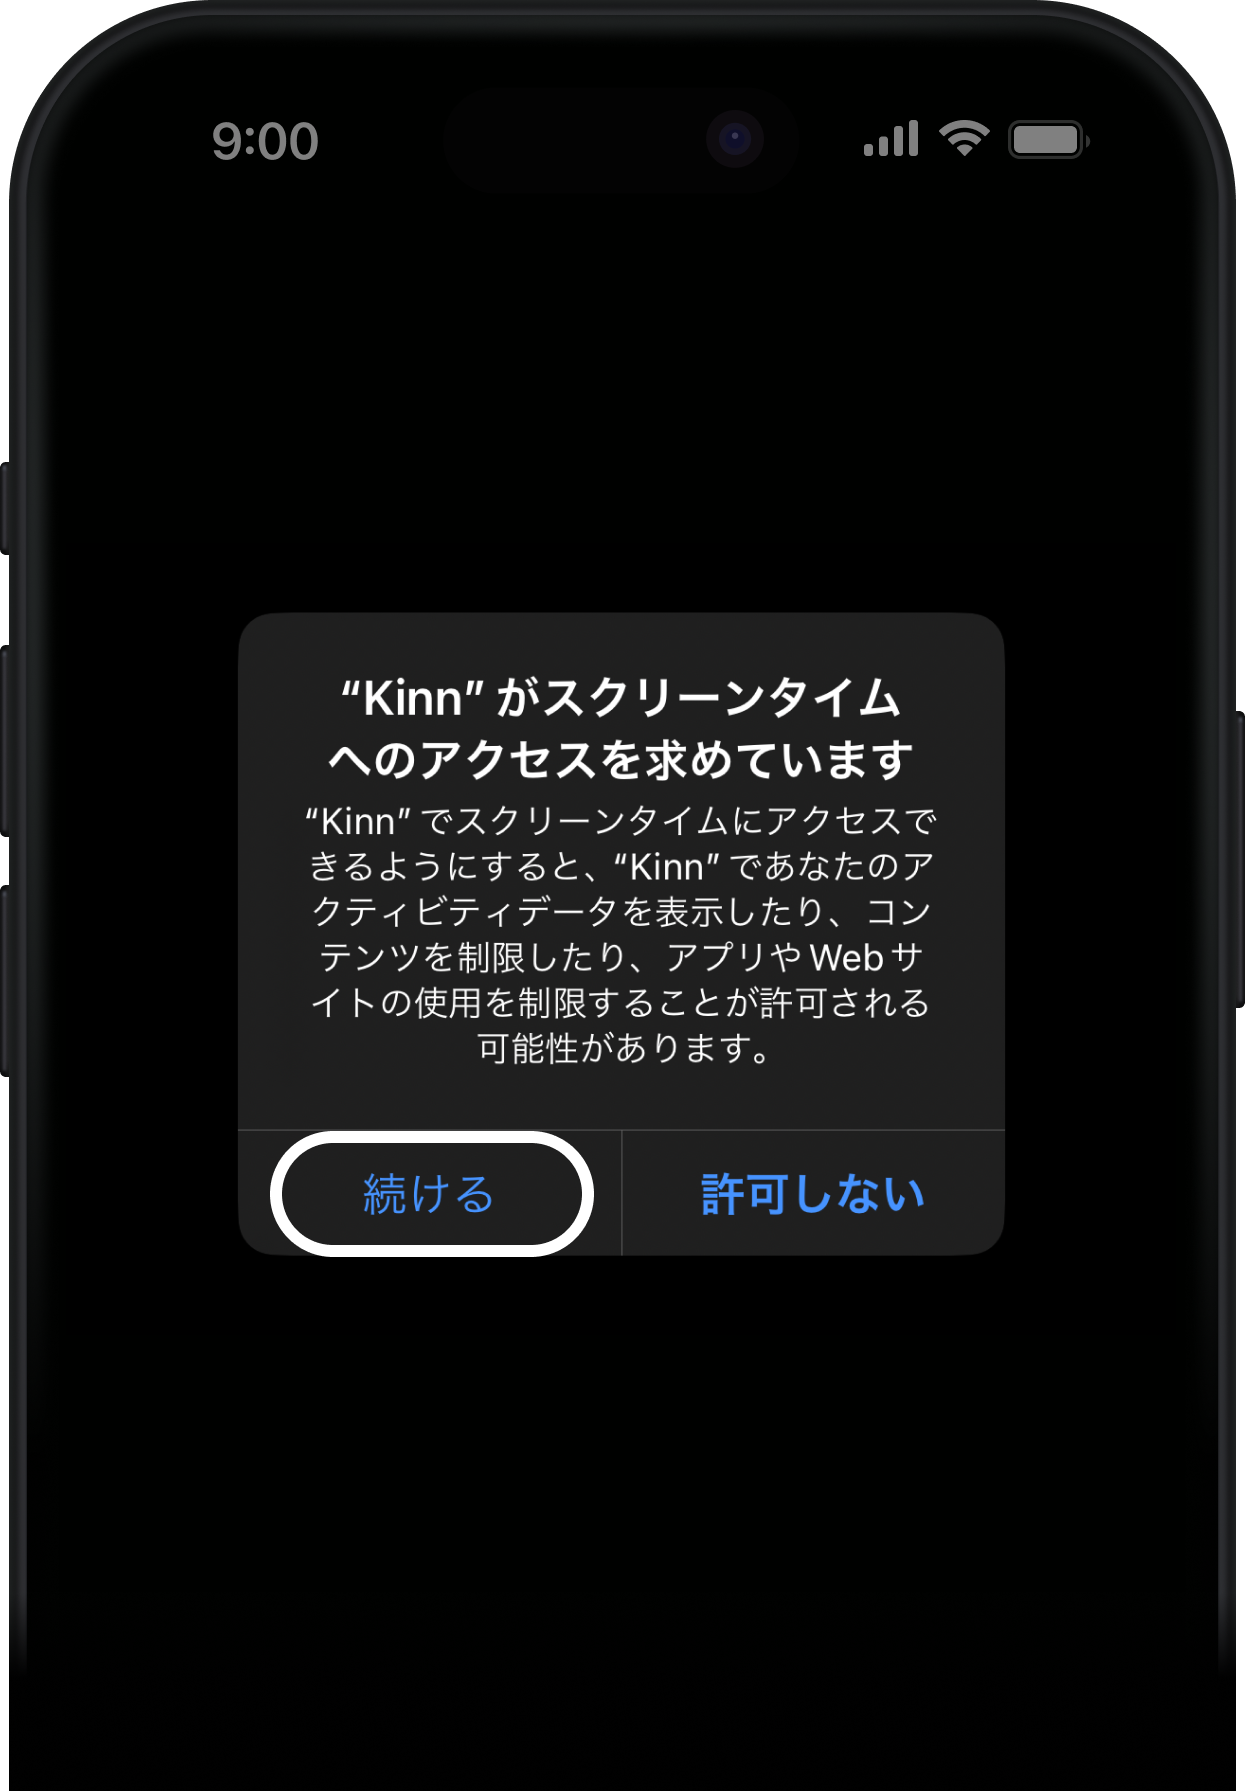 9:00
“Kinn” がスクリーンタイム
へのアクセスを求めています
“Kinn” でスクリーンタイムにアクセスで
きるようにすると、“Kinn” であなたのア
クティビティデータを表示したり、コン
テンツを制限したり、アプリや Web サ
イトの使用を制限することが許可される
可能性があります。
続ける
許可しない